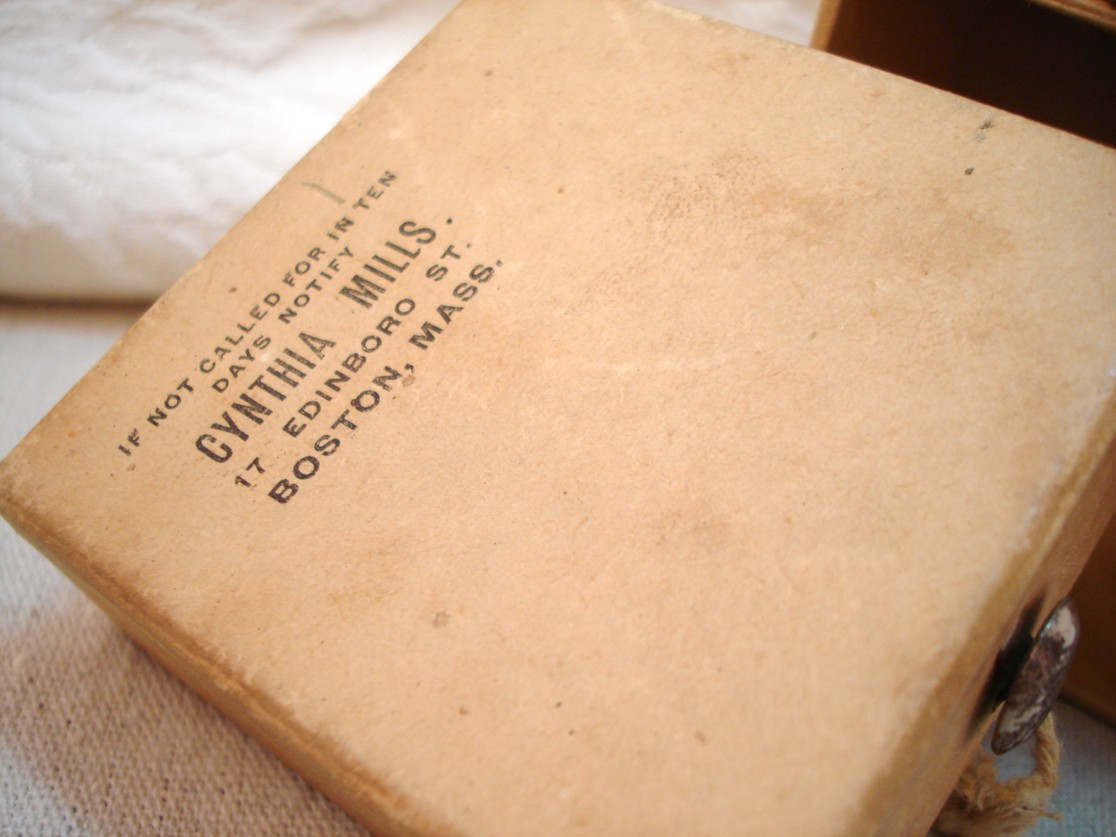 IF NOT CALLED FOR IN TEN
DAYS NOTIFY
CYNTHIA MILLS.
17 EDINBORO ST.
BOSTON, MASS.